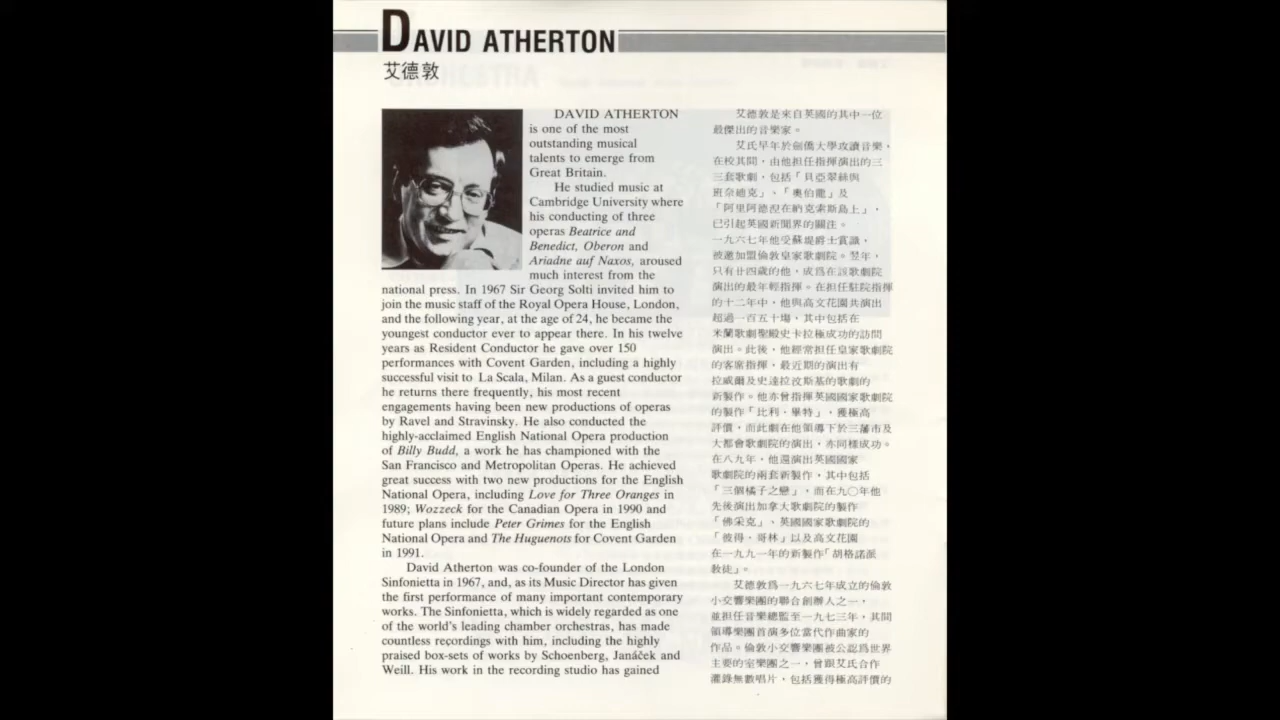 DAVID ATHERTON
艾德敦
DAVID ATHERTON
is one of the most
outstanding musical
talents to emerge from
Great Britain.
He studied music at
Cambridge University where
his conducting of three
operas Beatrice and
Benedict, Oberon and
Ariadne auf Naxos, aroused
much interest from the
national press. In 1967 Sir Georg Solti invited him to
join the music staff of the Royal Opera House, London,
and the following year, at the age of 24, he became the
youngest conductor ever to appear there. In his twelve
years as Resident Conductor he gave over 150
performances with Covent Garden, including a highly
successful visit to La Scala, Milan. As a guest conductor
he returns there frequently, his most recent
engagements having been new productions of operas
by Ravel and Stravinsky. He also conducted the
highly-acclaimed English National Opera production
of Billy Budd, a work he has championed with the
San Francisco and Metropolitan Operas. He achieved
great success with two new productions for the English
National Opera, including Love for Three Oranges in
1989; Wozzeck for the Canadian Opera in 1990 and
future plans include Peter Grimes for the English
National Opera and The Huguenots for Covent Garden
in 1991.
David Atherton was co-founder of the London
Sinfonietta in 1967, and, as its Music Director has given
the first performance of many important contemporary
works. The Sinfonietta, which is widely regarded as one
of the world's leading chamber orchestras, has made
countless recordings with him, including the highly
praised box-sets of works by Schoenberg, Janáček and
Weill. His work in the recording studio has gained
艾德敦是來自英國的其中一位
最傑出的音樂家。
艾氏早年於劍僑大學攻讀音樂，
在校其間，由他担任指揮演出的三
三套歌劇，包括「貝亞翠絲與
班奈廸克」、「奧伯龍」及
「阿里阿德涅在納克索斯島上」，
已引起英國新聞界的關注。
一九六七年他受蘇堤爵士賞識，
被邀加盟倫敦皇家歌劇院。翌年，
只有廿四歲的他，成爲在該歌劇院
演出的最年輕指揮。在担任駐院指揮
的十二年中，他與高文花園共演出
超過一百五十場，其中包括在
米蘭歌劇聖殿史卡拉極成功的訪問
演出。此後，他經常担任皇家歌劇院
的客席指揮，最近期的演出有
拉威爾及史達拉汶斯基的歌劇的
新製作。他亦曾指揮英國國家歌劇院
的製作「比利・畢特」，獲極高
評價，而此劇在他領導下於三藩市及
大都會歌劇院的演出，亦同樣成功。
在八九年，他還演出英國國家
歌劇院的兩套新製作，其中包括
「三個橘子之戀」，而在九〇年他
先後演出加拿大歌劇院的製作
「佛采克」、英國國家歌劇院的
「彼得・哥林」以及高文花園
在一九九一年的新製作「胡格諾派
敎徒」。
艾德敦爲一九六七年成立的倫敦
小交響樂團的聯合創辦人之一，
並担任音樂總監至一九七三年，其間
領導樂團首演多位當代作曲家的
作品。倫敦小交響樂團被公認爲世界
主要的室樂團之一，曾跟艾氏合作
灌錄無數唱片，包括獲得極高評價的